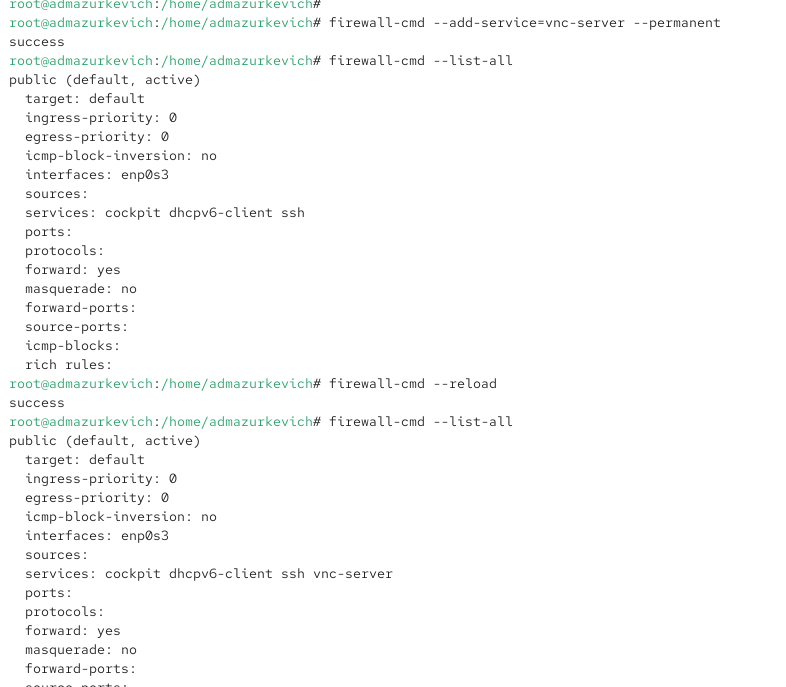 root@admazurkevich:/home/admazurkevich#
root@admazurkevich:/home/admazurkevich# firewall-cmd --add-service=vnc-server --permanent
success
root@admazurkevich:/home/admazurkevich# firewall-cmd --list-all
public (default, active)
  target: default
  ingress-priority: 0
  egress-priority: 0
  icmp-block-inversion: no
  interfaces: enp0s3
  sources:
  services: cockpit dhcpv6-client ssh
  ports:
  protocols:
  forward: yes
  masquerade: no
  forward-ports:
  source-ports:
  icmp-blocks:
  rich rules:
root@admazurkevich:/home/admazurkevich# firewall-cmd --reload
success
root@admazurkevich:/home/admazurkevich# firewall-cmd --list-all
public (default, active)
  target: default
  ingress-priority: 0
  egress-priority: 0
  icmp-block-inversion: no
  interfaces: enp0s3
  sources:
  services: cockpit dhcpv6-client ssh vnc-server
  ports:
  protocols:
  forward: yes
  masquerade: no
  forward-ports:
  source-ports: